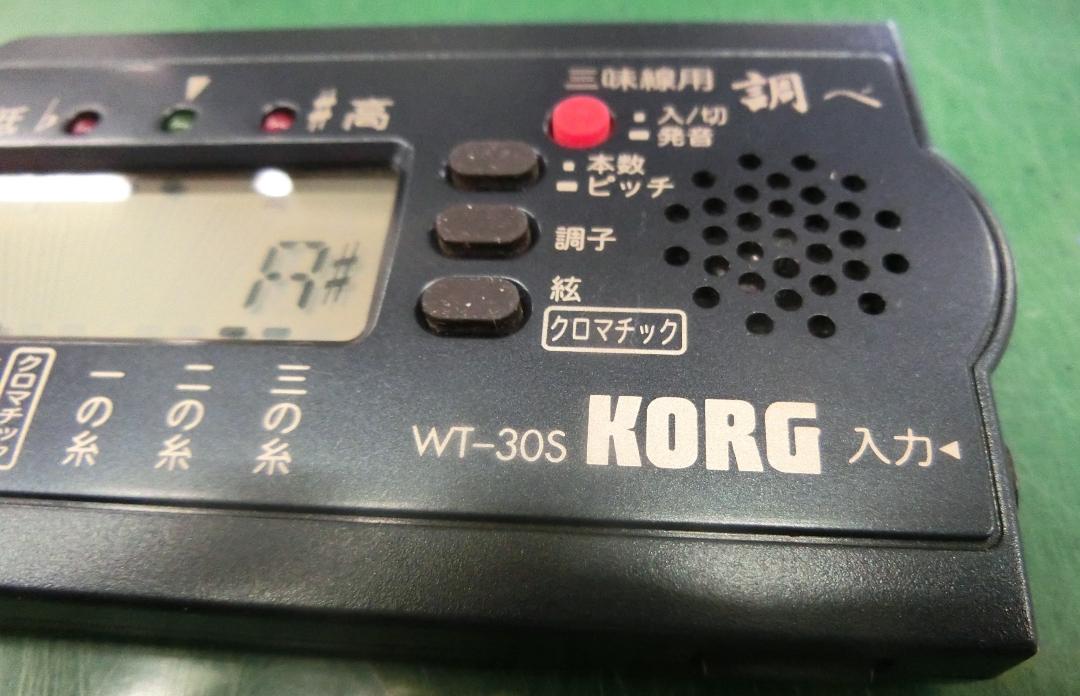 三味線用 調べ
低 ♭ ♯ 高
入/切
発音
本数
ピッチ
調子
A#
絃
クロマチック
クロマチック
一の糸
二の糸
三の糸
WT-30S KORG 入力◀